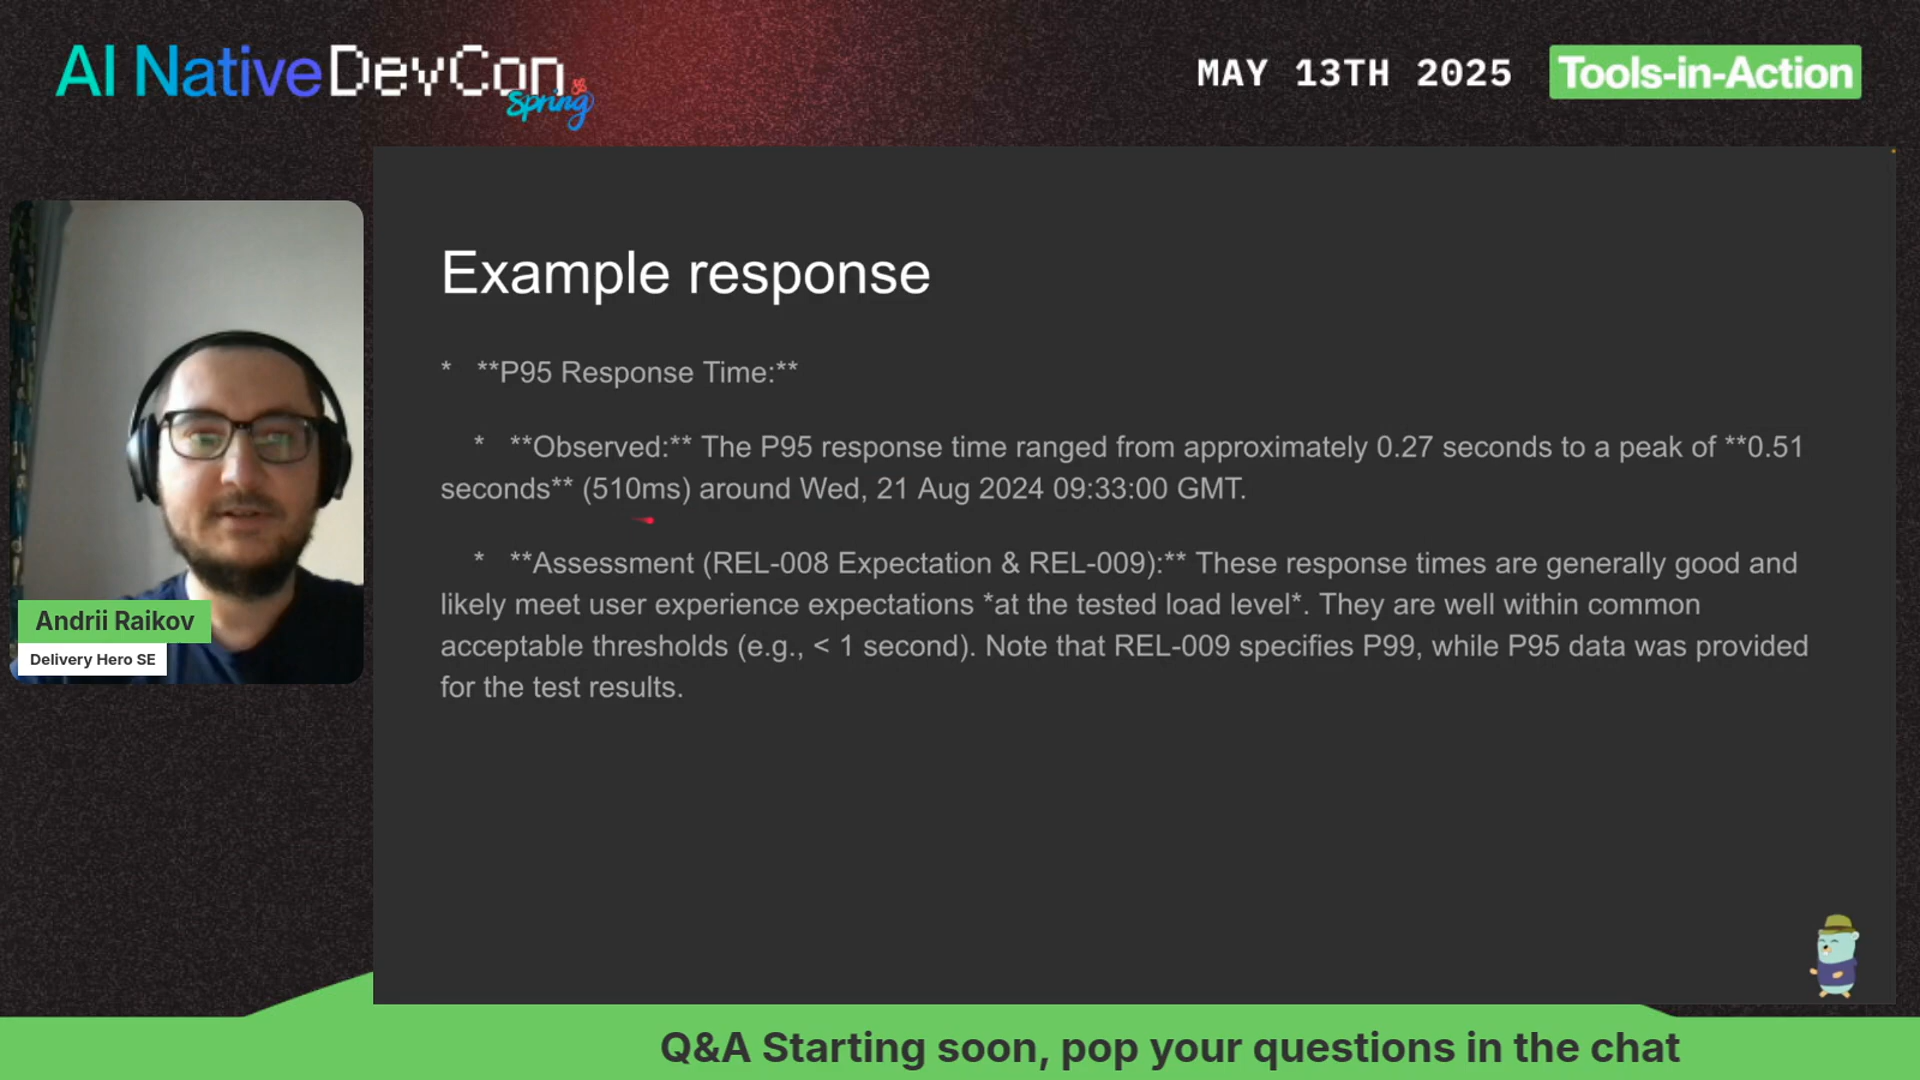 AI Native DevCon
Spring
MAY 13TH 2025
Tools-in-Action
Example response
* **P95 Response Time:**
* **Observed:** The P95 response time ranged from approximately 0.27 seconds to a peak of **0.51
seconds** (510ms) around Wed, 21 Aug 2024 09:33:00 GMT.
* **Assessment (REL-008 Expectation & REL-009):** These response times are generally good and
likely meet user experience expectations *at the tested load level*. They are well within common
acceptable thresholds (e.g., < 1 second). Note that REL-009 specifies P99, while P95 data was provided
for the test results.
Andrii Raikov
Delivery Hero SE
Q&A Starting soon, pop your questions in the chat